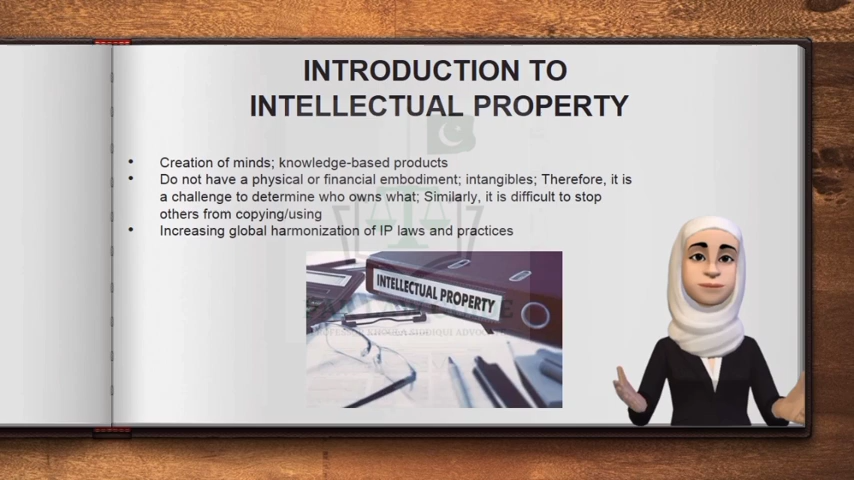 INTRODUCTION TO
INTELLECTUAL PROPERTY
• Creation of minds; knowledge-based products
• Do not have a physical or financial embodiment; intangibles; Therefore, it is
a challenge to determine who owns what; Similarly, it is difficult to stop
others from copying/using
• Increasing global harmonization of IP laws and practices
INTELLECTUAL PROPERTY